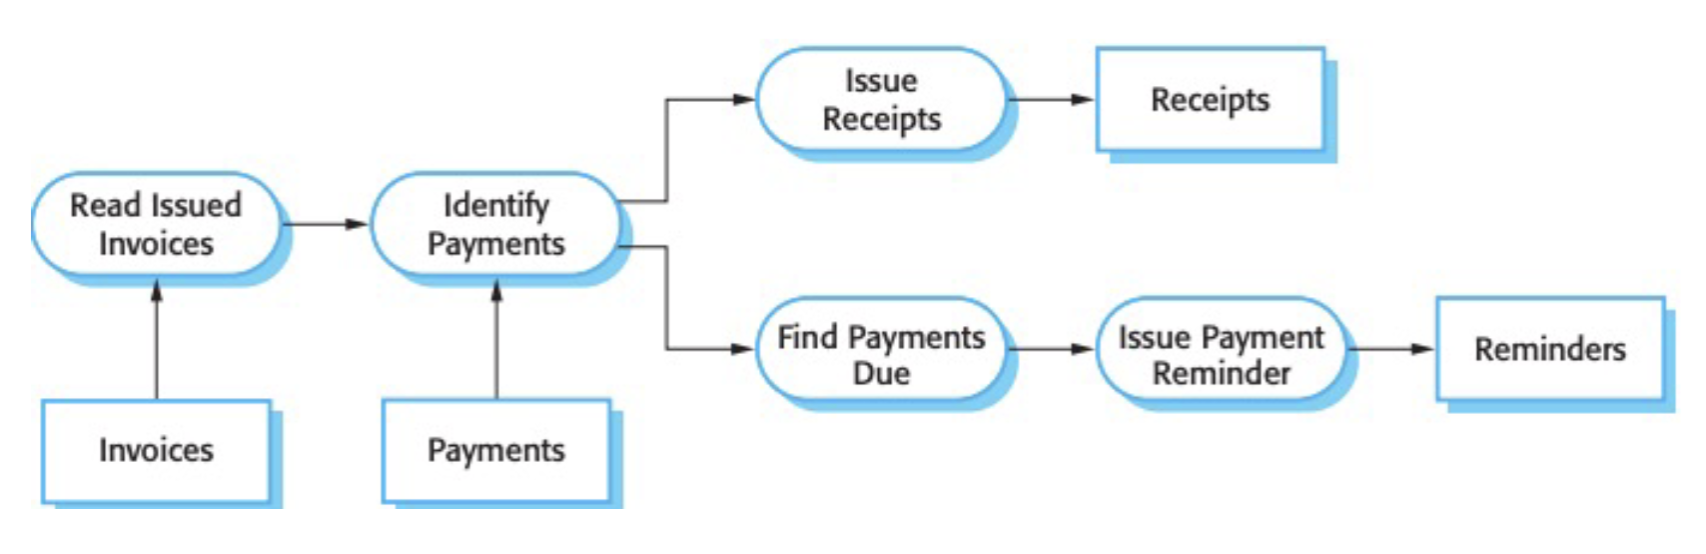 Issue
Receipts
Receipts
Read Issued
Invoices
Identify
Payments
Find Payments
Due
Issue Payment
Reminder
Reminders
Invoices
Payments